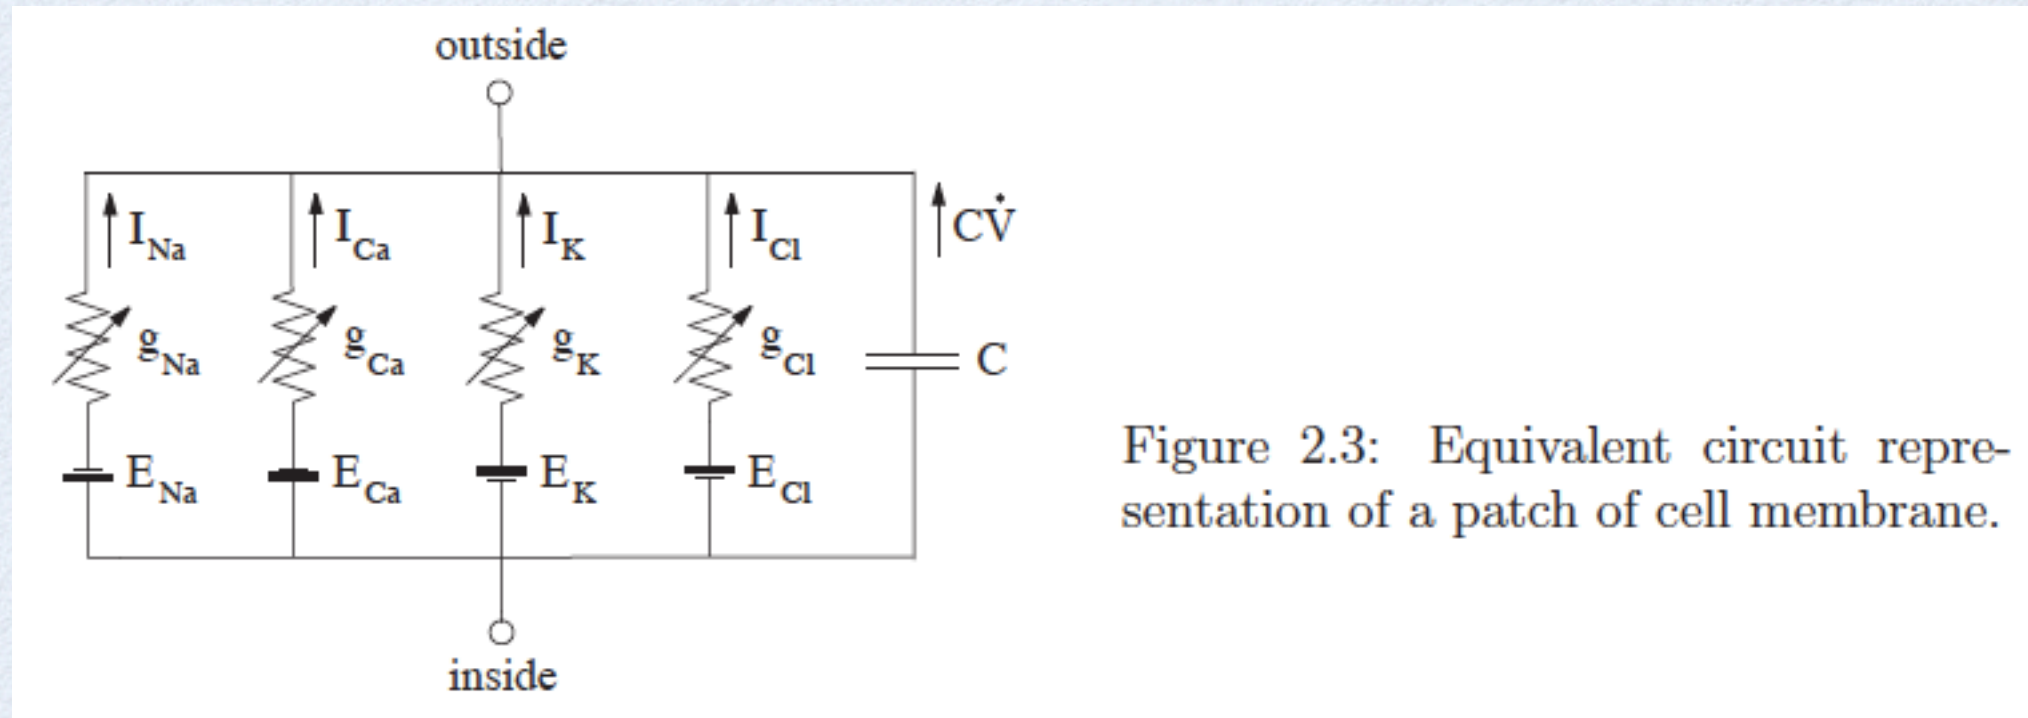 outside
I_Na
I_Ca
I_K
I_Cl
CV̇
g_Na
g_Ca
g_K
g_Cl
C
E_Na
E_Ca
E_K
E_Cl
inside
Figure 2.3: Equivalent circuit repre-
sentation of a patch of cell membrane.